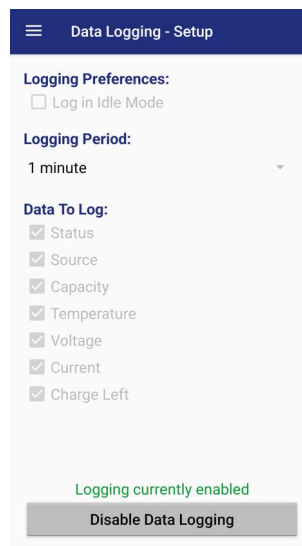 Data Logging - Setup
Logging Preferences:
Log in Idle Mode
Logging Period:
1 minute
Data To Log:
Status
Source
Capacity
Temperature
Voltage
Current
Charge Left
Logging currently enabled
Disable Data Logging